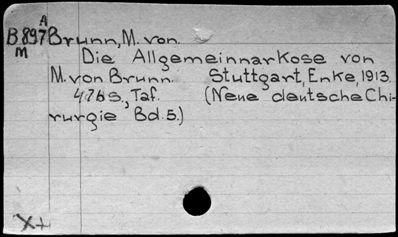 A
B 897 Brunn, M. von.
M
Die Allgemeinnarkose von
M. von Brunn. Stuttgart, Enke, 1913.
476 S., Taf. (Neue deutsche Chi-
rurgie Bd. 5.)
X+